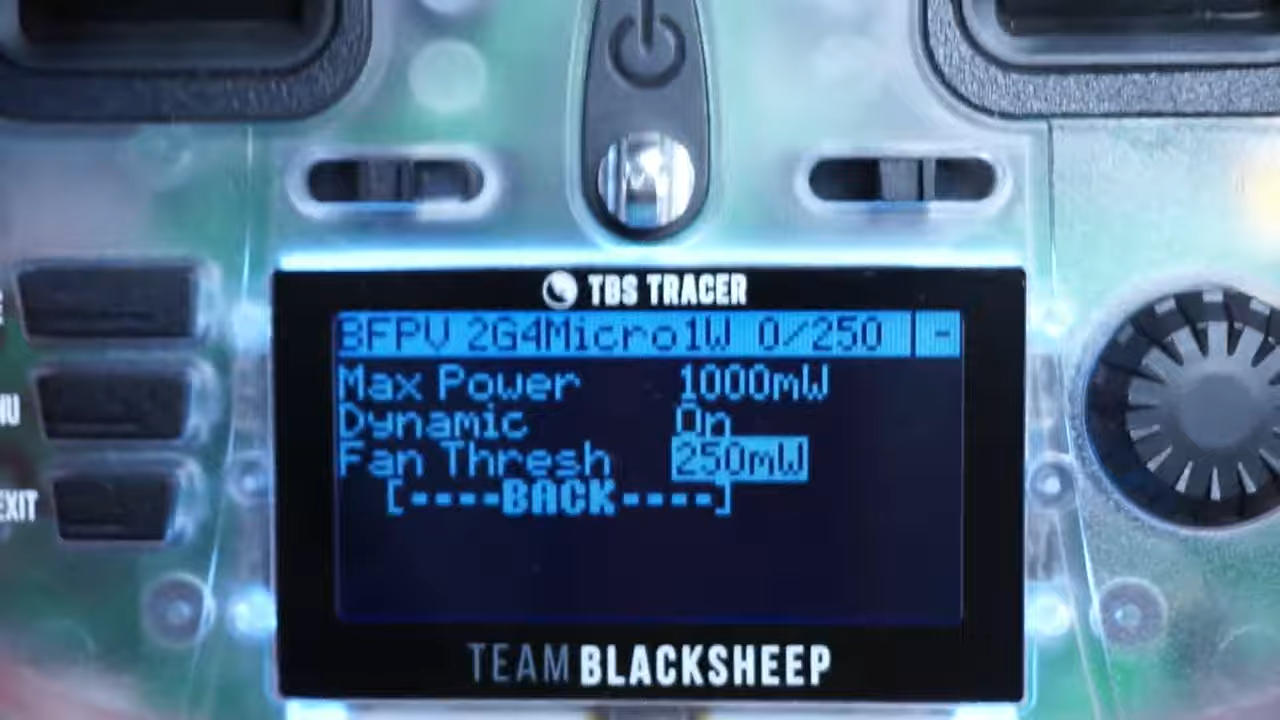 TBS TRACER
BFPV 2G4Micro1W 0/250 -
Max Power 1000mW
Dynamic On
Fan Thresh 250mW
[----BACK----]
EXIT
TEAM BLACKSHEEP